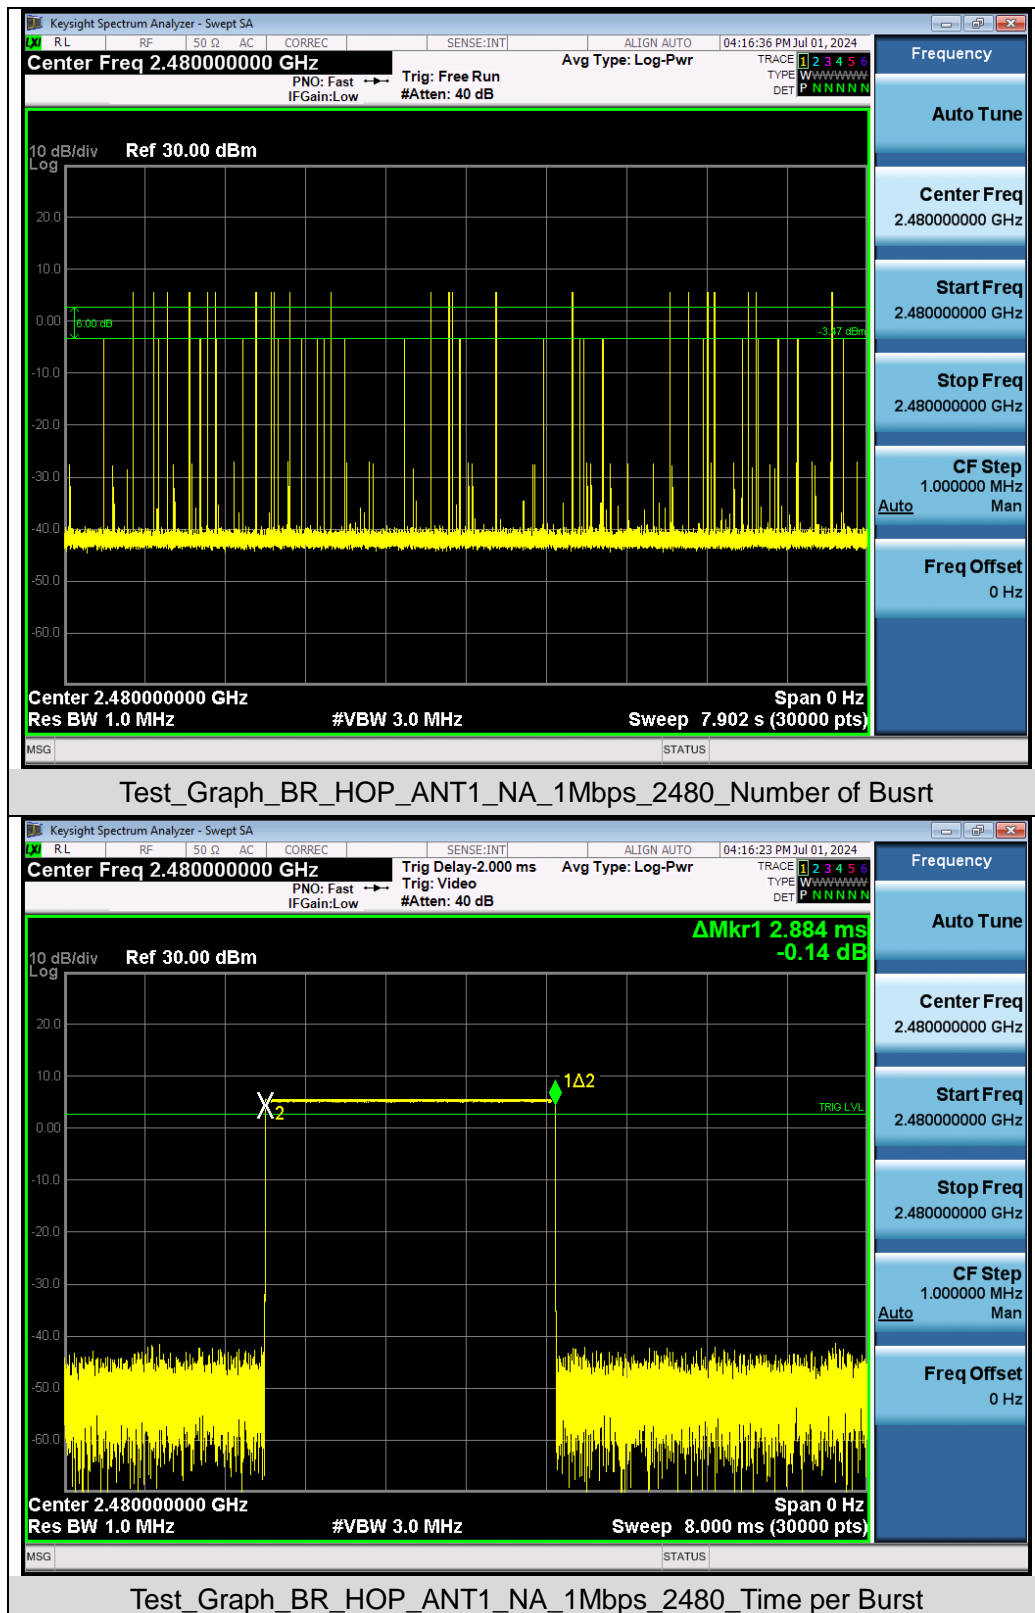 Keysight Spectrum Analyzer - Swept SA
LXI RL RF 50 Ω AC CORREC SENSE:INT ALIGN AUTO 04:16:36 PM Jul 01, 2024
Center Freq 2.480000000 GHz Avg Type: Log-Pwr TRACE 1 2 3 4 5 6
PNO: Fast Trig: Free Run TYPE WWWWWW
IFGain:Low #Atten: 40 dB DET P N N N N N
10 dB/div Ref 30.00 dBm
Log
20.0
10.0
0.00
6.00 dB
-3.47 dBm
-10.0
-20.0
-30.0
-40.0
-50.0
-60.0
Center 2.480000000 GHz Span 0 Hz
Res BW 1.0 MHz #VBW 3.0 MHz Sweep 7.902 s (30000 pts)
MSG STATUS
Frequency
Auto Tune
Center Freq
2.480000000 GHz
Start Freq
2.480000000 GHz
Stop Freq
2.480000000 GHz
CF Step
1.000000 MHz
Auto Man
Freq Offset
0 Hz
Test_Graph_BR_HOP_ANT1_NA_1Mbps_2480_Number of Busrt
Keysight Spectrum Analyzer - Swept SA
LXI RL RF 50 Ω AC CORREC SENSE:INT ALIGN AUTO 04:16:23 PM Jul 01, 2024
Center Freq 2.480000000 GHz Trig Delay-2.000 ms Avg Type: Log-Pwr TRACE 1 2 3 4 5 6
PNO: Fast Trig: Video TYPE WWWWWW
IFGain:Low #Atten: 40 dB DET P N N N N N
ΔMkr1 2.884 ms
-0.14 dB
10 dB/div Ref 30.00 dBm
Log
20.0
10.0
1Δ2
X2
TRIG LVL
0.00
-10.0
-20.0
-30.0
-40.0
-50.0
-60.0
Center 2.480000000 GHz Span 0 Hz
Res BW 1.0 MHz #VBW 3.0 MHz Sweep 8.000 ms (30000 pts)
MSG STATUS
Frequency
Auto Tune
Center Freq
2.480000000 GHz
Start Freq
2.480000000 GHz
Stop Freq
2.480000000 GHz
CF Step
1.000000 MHz
Auto Man
Freq Offset
0 Hz
Test_Graph_BR_HOP_ANT1_NA_1Mbps_2480_Time per Burst